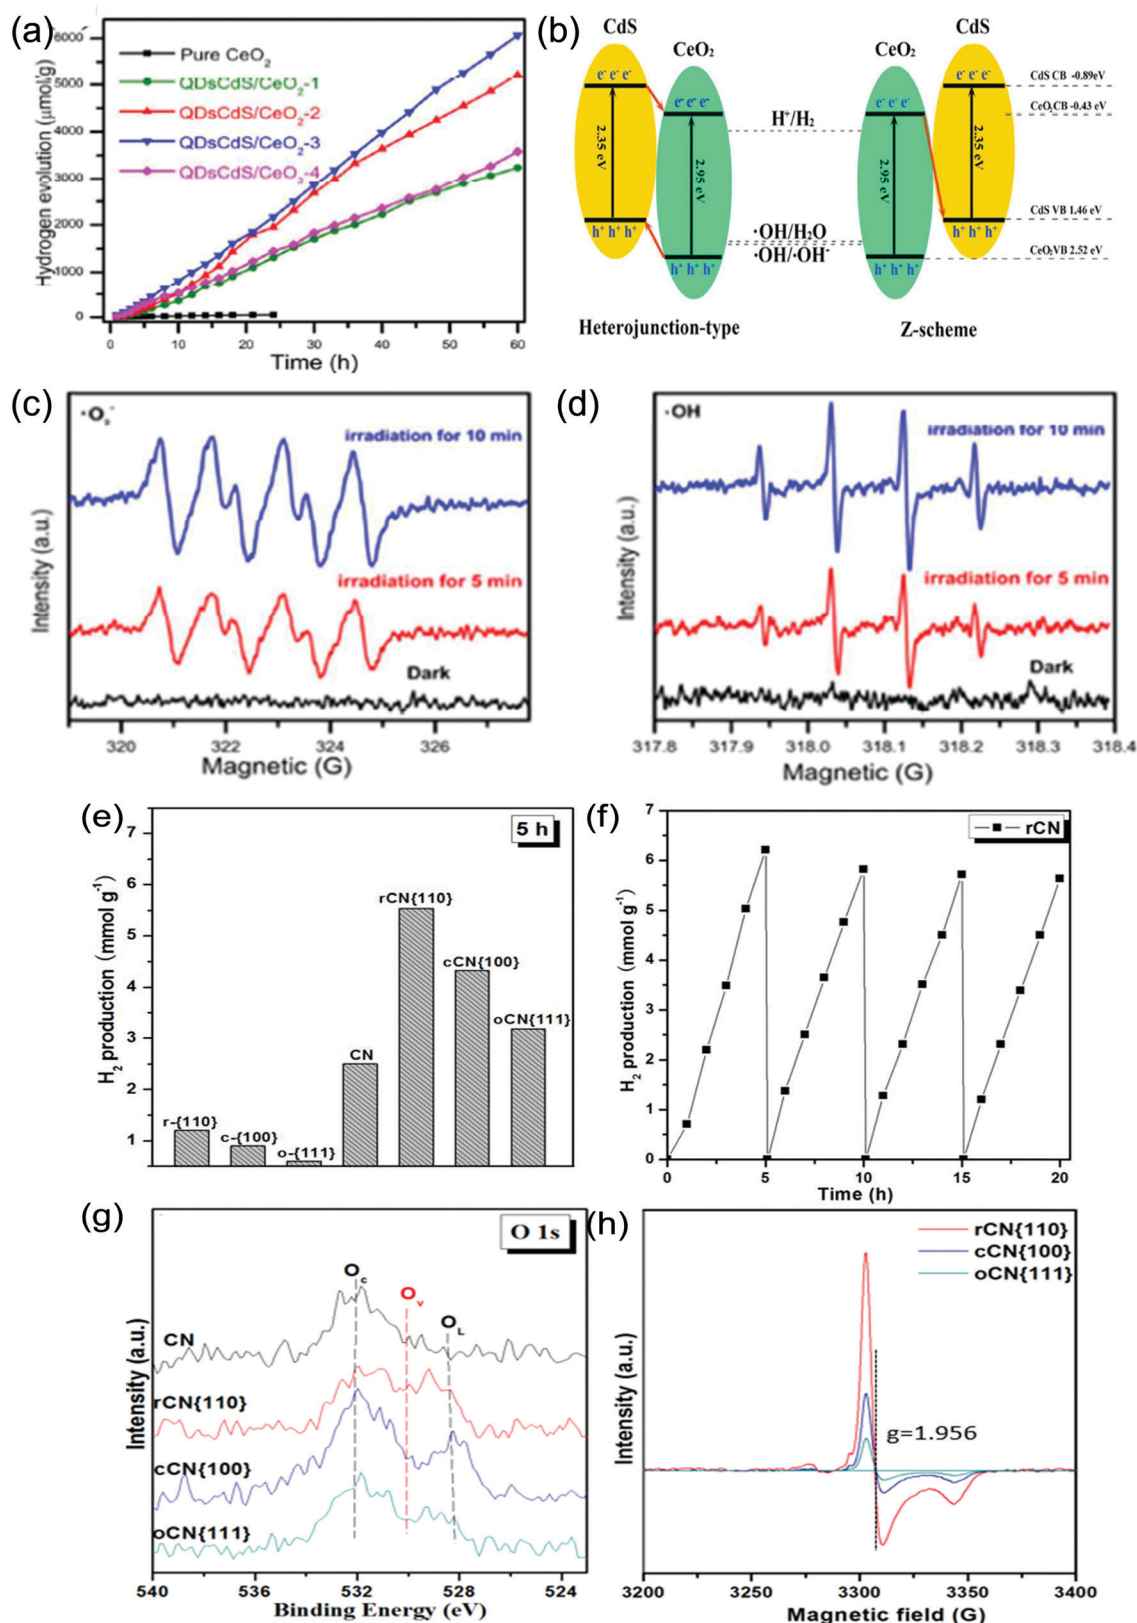 (a)
Hydrogen evolution (μmol/g)
6000
5000
4000
3000
2000
1000
0
Pure CeO₂
QDsCdS/CeO₂-1
QDsCdS/CeO₂-2
QDsCdS/CeO₂-3
QDsCdS/CeO₂-4
0 10 20 30 40 50 60
Time (h)
(b)
CdS
CeO₂
CeO₂
CdS
e⁻ e⁻ e⁻
e⁻ e⁻ e⁻
e⁻ e⁻ e⁻
e⁻ e⁻ e⁻
2.35 eV
2.95 eV
2.95 eV
2.35 eV
h⁺ h⁺ h⁺
h⁺ h⁺ h⁺
h⁺ h⁺ h⁺
h⁺ h⁺ h⁺
H⁺/H₂
·OH/H₂O
·OH/·OH⁻
CdS CB -0.89eV
CeO₂CB -0.43 eV
CdS VB 1.46 eV
CeO₂VB 2.52 eV
Heterojunction-type
Z-scheme
(c)
·O₂⁻
irradiation for 10 min
irradiation for 5 min
Dark
Intensity (a.u.)
320 322 324 326
Magnetic (G)
(d)
·OH
irradiation for 10 min
irradiation for 5 min
Dark
Intensity (a.u.)
317.8 317.9 318.0 318.1 318.2 318.3 318.4
Magnetic (G)
(e)
5 h
H₂ production (mmol g⁻¹)
7
6
5
4
3
2
1
r-{110}
c-{100}
o-{111}
CN
rCN{110}
cCN{100}
oCN{111}
(f)
rCN
H₂ production (mmol g⁻¹)
7
6
5
4
3
2
1
0
0 5 10 15 20
Time (h)
(g)
O 1s
O_c
O_v
O_L
CN
rCN{110}
cCN{100}
oCN{111}
Intensity (a.u.)
540 536 532 528 524
Binding Energy (eV)
(h)
rCN{110}
cCN{100}
oCN{111}
g=1.956
Intensity (a.u.)
3200 3250 3300 3350 3400
Magnetic field (G)